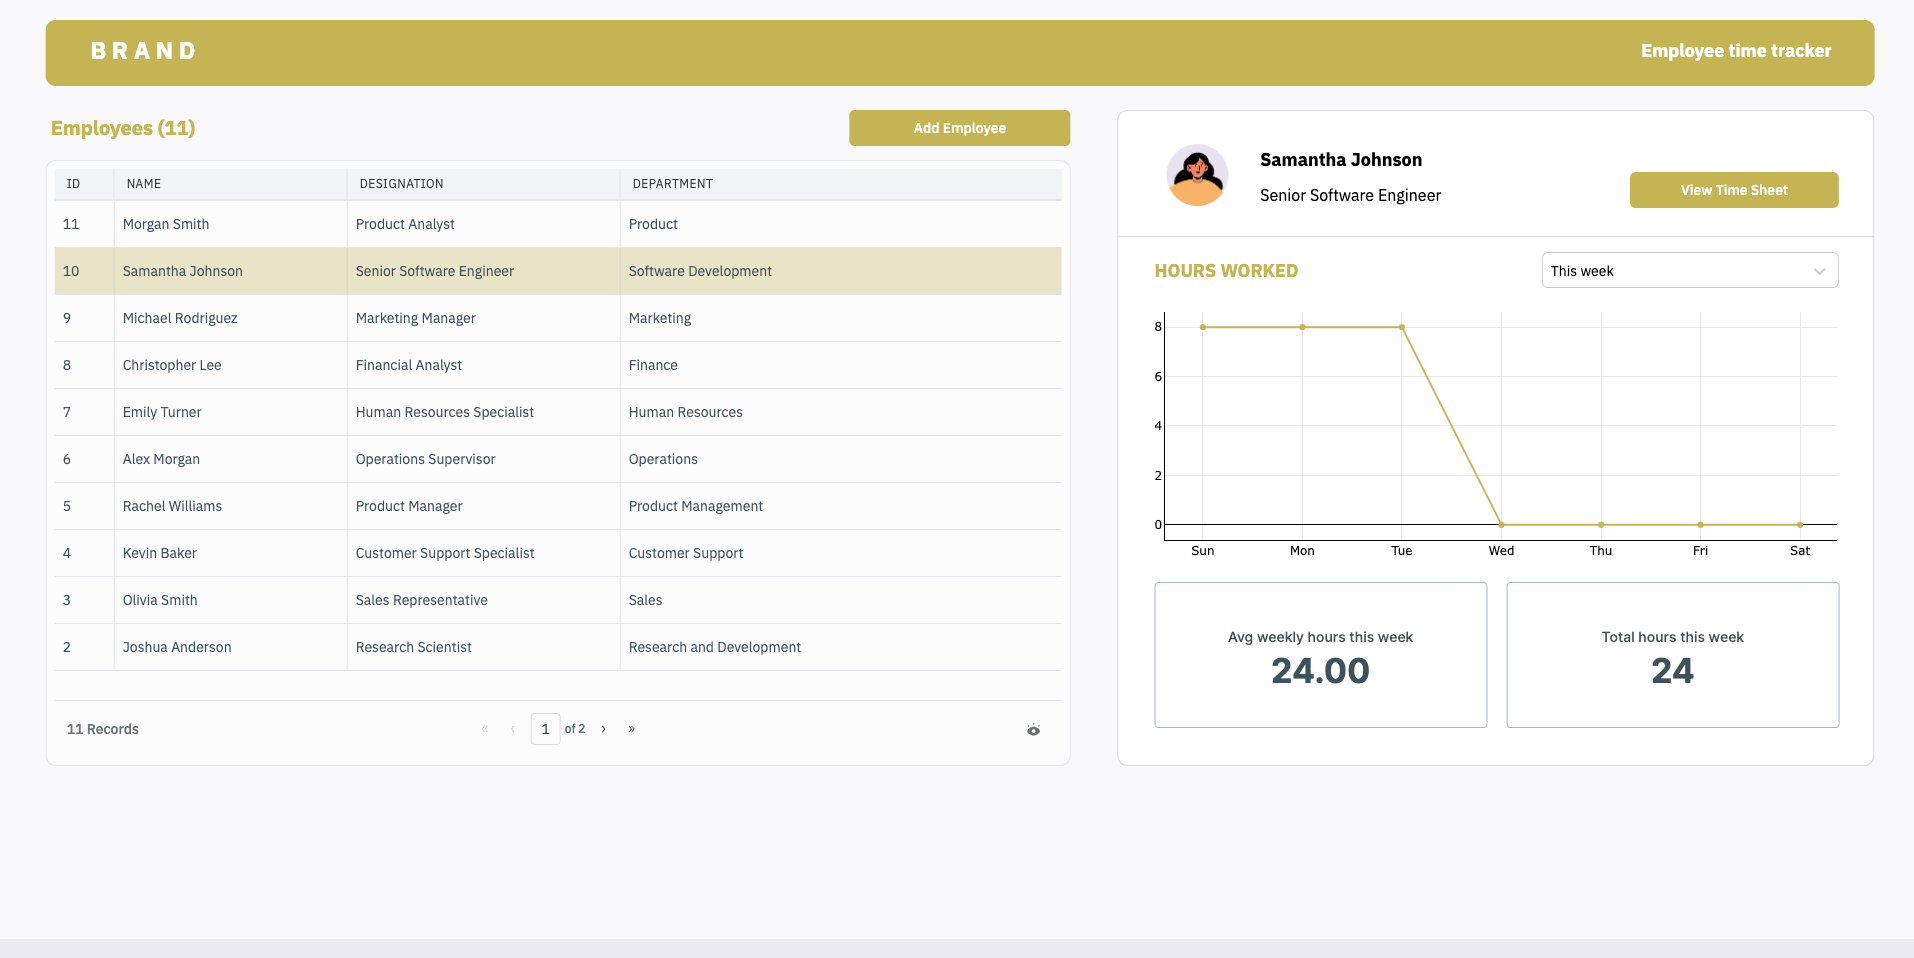 BRAND
Employee time tracker
Employees (11)
Add Employee
ID NAME DESIGNATION DEPARTMENT
11 Morgan Smith Product Analyst Product
10 Samantha Johnson Senior Software Engineer Software Development
9 Michael Rodriguez Marketing Manager Marketing
8 Christopher Lee Financial Analyst Finance
7 Emily Turner Human Resources Specialist Human Resources
6 Alex Morgan Operations Supervisor Operations
5 Rachel Williams Product Manager Product Management
4 Kevin Baker Customer Support Specialist Customer Support
3 Olivia Smith Sales Representative Sales
2 Joshua Anderson Research Scientist Research and Development
11 Records « ‹ 1 of 2 › »
Samantha Johnson
Senior Software Engineer
View Time Sheet
HOURS WORKED
This week
8
6
4
2
0
Sun Mon Tue Wed Thu Fri Sat
Avg weekly hours this week
24.00
Total hours this week
24